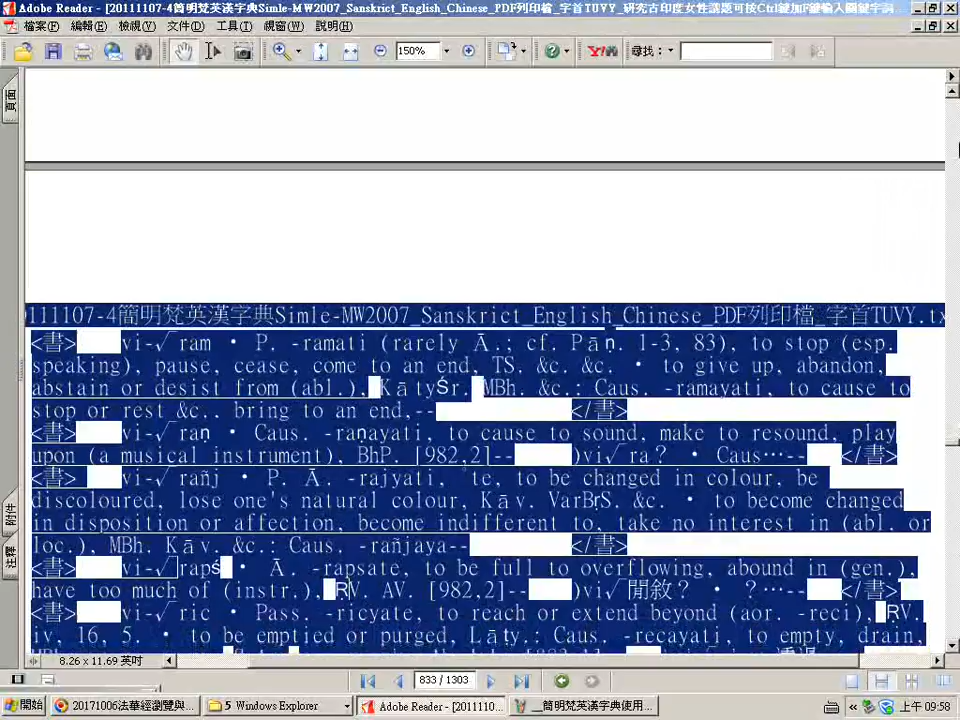 Adobe Reader - [20111107-4簡明梵英漢字典Simle-MW2007_Sanskrict_English_Chinese_PDF列印檔_字首TUVY_研究古印度女性議題可按Ctrl鍵加F鍵輸入關鍵字詞
檔案(F) 編輯(E) 檢視(V) 文件(D) 工具(T) 視窗(W) 說明(H)
150% Y! 尋找:
頁面
附件
注釋
111107-4簡明梵英漢字典Simle-MW2007_Sanskrict_English_Chinese_PDF列印檔_字首TUVY.tx
<書> vi-√ram • P. -ramati (rarely Ā.; cf. Pāṇ. 1-3, 83), to stop (esp.
speaking), pause, cease, come to an end, TS. &c. &c. • to give up, abandon,
abstain or desist from (abl.), KātyŚr. MBh. &c.: Caus. -ramayati, to cause to
stop or rest &c.. bring to an end,-- </書>
<書> vi-√raṇ • Caus. -raṇayati, to cause to sound, make to resound, play
upon (a musical instrument), BhP. [982,2]-- )vi√ra? • Caus…-- </書>
<書> vi-√rañj • P. Ā. -rajyati, °te, to be changed in colour, be
discoloured, lose one's natural colour, Kāv. VarBṛS. &c. • to become changed
in disposition or affection, become indifferent to, take no interest in (abl. or
loc.), MBh. Kāv. &c.: Caus. -rañjaya-- </書>
<書> vi-√rapś • Ā. -rapsate, to be full to overflowing, abound in (gen.),
have too much of (instr.), ṚV. AV. [982,2]-- )vi√閒敘? • ?…-- </書>
<書> vi-√ric • Pass. -ricyate, to reach or extend beyond (aor. -reci), ṚV.
iv, 16, 5. • to be emptied or purged, Lāty.: Caus. -recayati, to empty, drain,
8.26 x 11.69 英吋
833 / 1303
開始 20171006法華經瀏覽與... 5 Windows Explorer Adobe Reader - [2011110... __簡明梵英漢字典使用... 上午 09:58